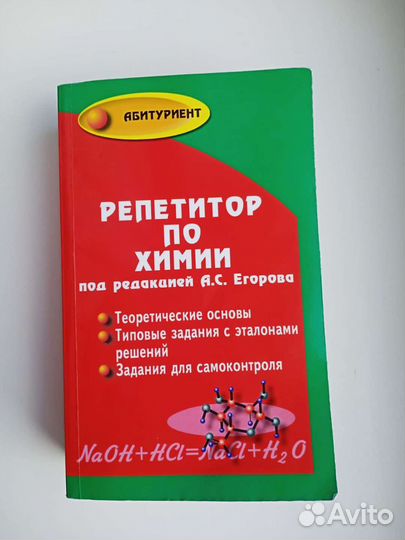 АБИТУРИЕНТ
РЕПЕТИТОР
ПО
ХИМИИ
под редакцией А.С. Егорова
Теоретические основы
Типовые задания с эталонами
решений
Задания для самоконтроля
NaOH+HCl=NaCl+H₂O
Avito